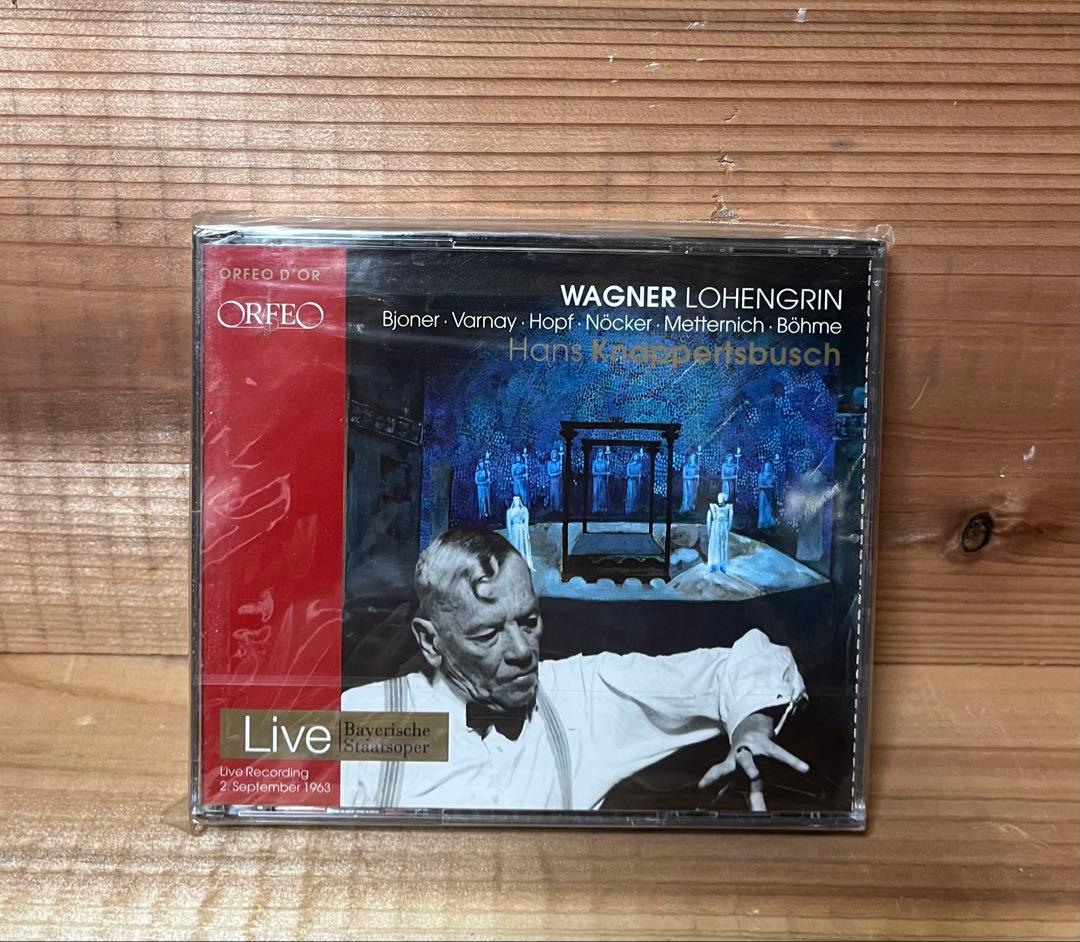 ORFEO D'OR
ORFEO
WAGNER LOHENGRIN
Bjoner · Varnay · Hopf · Nöcker · Metternich · Böhme
Hans Knappertsbusch
Live
Bayerische
Staatsoper
Live Recording
2. September 1963